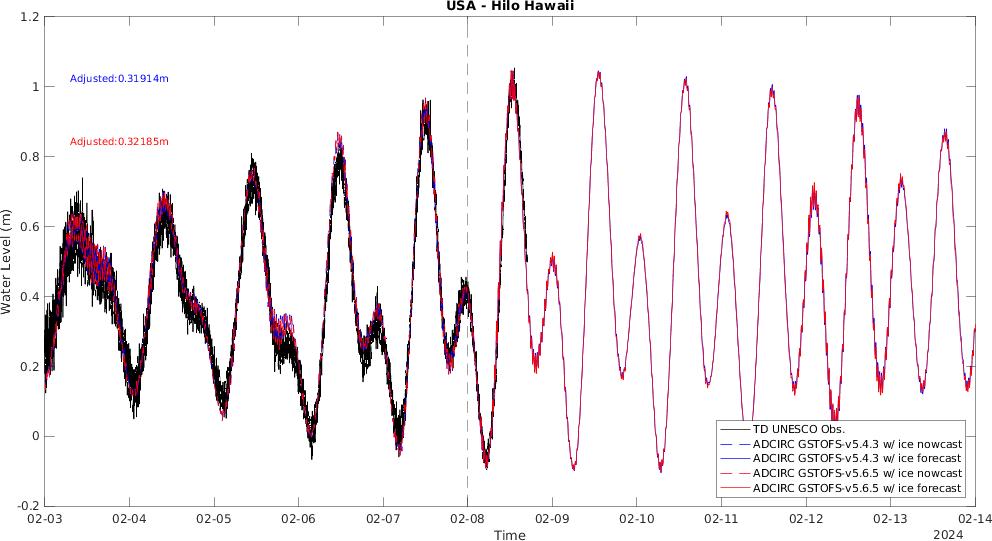 USA - Hilo Hawaii
1.2
1
0.8
0.6
0.4
0.2
0
-0.2
Water Level (m)
Adjusted:0.31914m
Adjusted:0.32185m
TD UNESCO Obs.
ADCIRC GSTOFS-v5.4.3 w/ ice nowcast
ADCIRC GSTOFS-v5.4.3 w/ ice forecast
ADCIRC GSTOFS-v5.6.5 w/ ice nowcast
ADCIRC GSTOFS-v5.6.5 w/ ice forecast
02-03 02-04 02-05 02-06 02-07 02-08 02-09 02-10 02-11 02-12 02-13 02-14
Time
2024